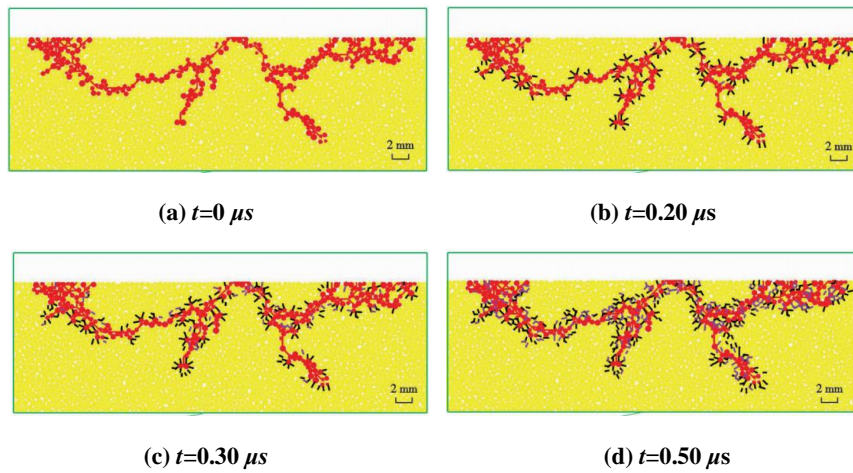 2 mm
2 mm
(a) t=0 μs
(b) t=0.20 μs
2 mm
2 mm
(c) t=0.30 μs
(d) t=0.50 μs